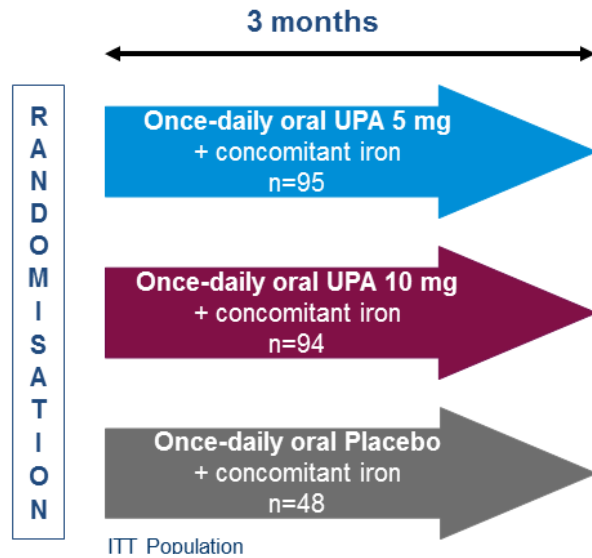 3 months
RANDOMISATION
Once-daily oral UPA 5 mg
+ concomitant iron
n=95
Once-daily oral UPA 10 mg
+ concomitant iron
n=94
Once-daily oral Placebo
+ concomitant iron
n=48
ITT Population